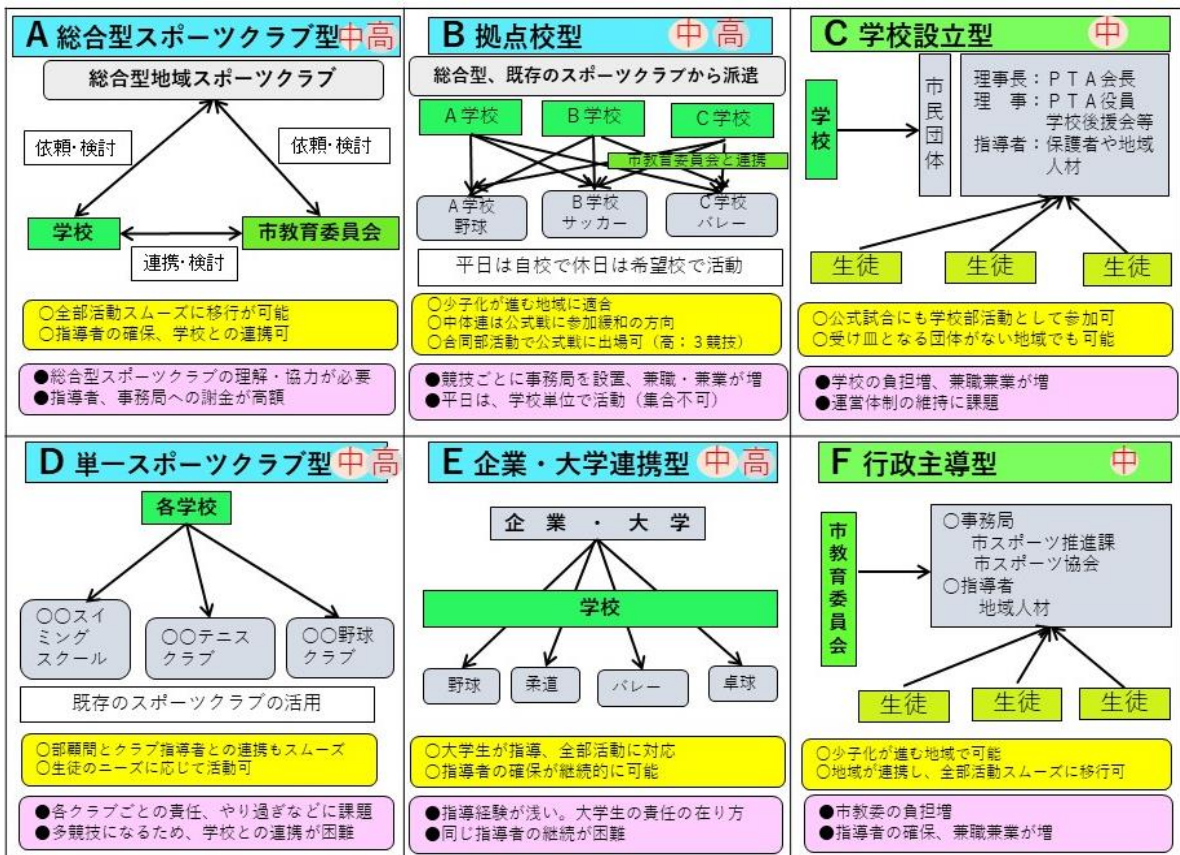 A 総合型スポーツクラブ型 中 高
総合型地域スポーツクラブ
依頼・検討
依頼・検討
学校
市教育委員会
連携・検討
○全部活動スムーズに移行が可能
○指導者の確保、学校との連携可
●総合型スポーツクラブの理解・協力が必要
●指導者、事務局への謝金が高額
B 拠点校型 中 高
総合型、既存のスポーツクラブから派遣
A学校
B学校
C学校
市教育委員会と連携
A学校
野球
B学校
サッカー
C学校
バレー
平日は自校で休日は希望校で活動
○少子化が進む地域に適合
○中体連は公式戦に参加緩和の方向
○合同部活動で公式戦に出場可（高：３競技）
●競技ごとに事務局を設置、兼職・兼業が増
●平日は、学校単位で活動（集合不可）
C 学校設立型 中
学校
市民団体
理事長：ＰＴＡ会長
理　事：ＰＴＡ役員
学校後援会等
指導者：保護者や地域
人材
生徒
生徒
生徒
○公式試合にも学校部活動として参加可
○受け皿となる団体がない地域でも可能
●学校の負担増、兼職兼業が増
●運営体制の維持に課題
D 単一スポーツクラブ型 中 高
各学校
○○スイ
ミング
スクール
○○テニス
クラブ
○○野球
クラブ
既存のスポーツクラブの活用
○部顧問とクラブ指導者との連携もスムーズ
○生徒のニーズに応じて活動可
●各クラブごとの責任、やり過ぎなどに課題
●多競技になるため、学校との連携が困難
E 企業・大学連携型 中 高
企　業　・　大　学
学校
野球
柔道
バレー
卓球
○大学生が指導、全部活動に対応
○指導者の確保が継続的に可能
●指導経験が浅い。大学生の責任の在り方
●同じ指導者の継続が困難
F 行政主導型 中
市教育委員会
○事務局
市スポーツ推進課
市スポーツ協会
○指導者
地域人材
生徒
生徒
生徒
○少子化が進む地域で可能
○地域が連携し、全部活動スムーズに移行可
●市教委の負担増
●指導者の確保、兼職兼業が増